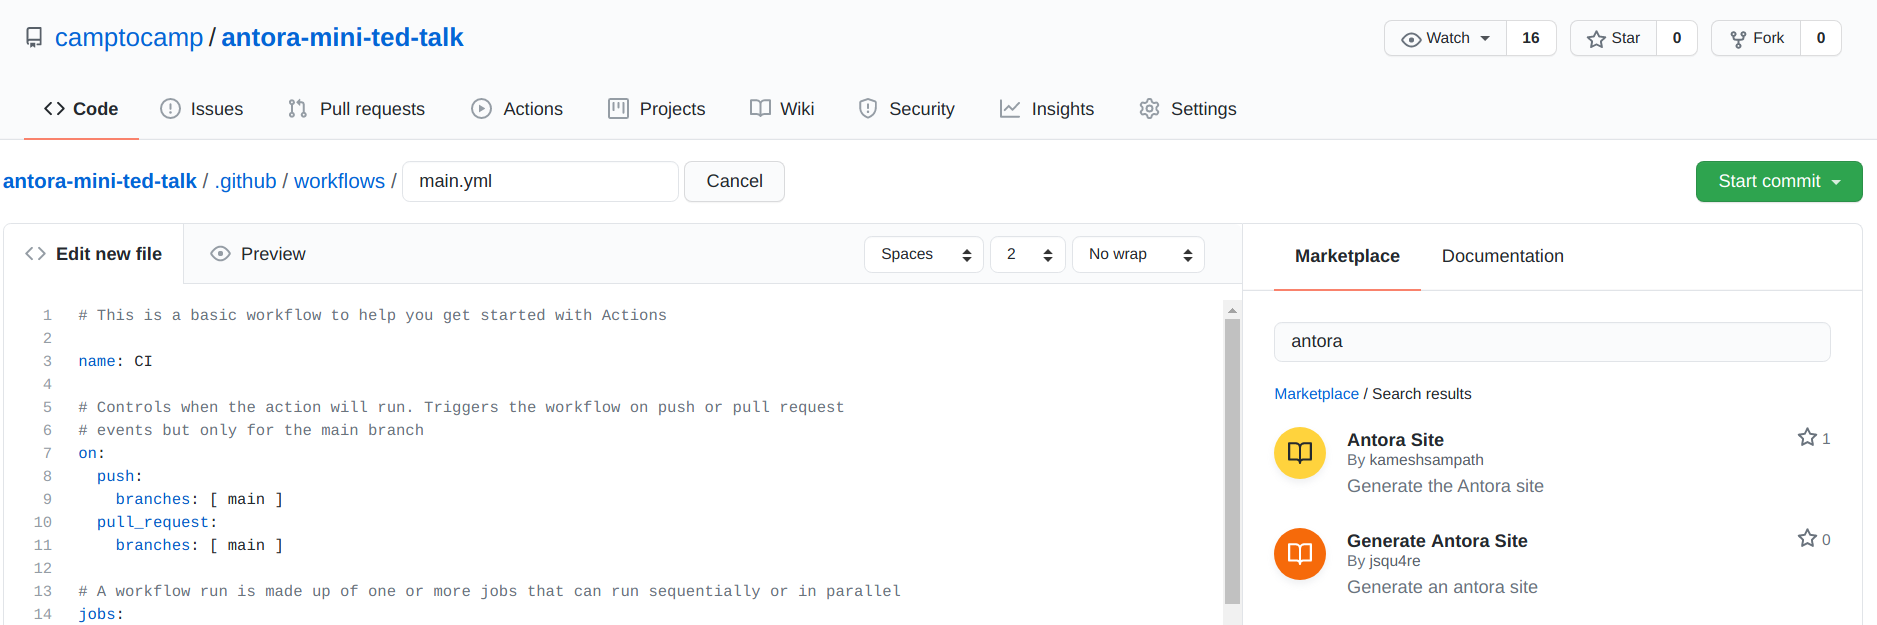 camptocamp / antora-mini-ted-talk
Watch 16 Star 0 Fork 0
Code Issues Pull requests Actions Projects Wiki Security Insights Settings
antora-mini-ted-talk / .github / workflows / main.yml Cancel Start commit
Edit new file Preview Spaces 2 No wrap
Marketplace Documentation
1 # This is a basic workflow to help you get started with Actions
2
3 name: CI
4
5 # Controls when the action will run. Triggers the workflow on push or pull request
6 # events but only for the main branch
7 on:
8   push:
9     branches: [ main ]
10   pull_request:
11     branches: [ main ]
12
13 # A workflow run is made up of one or more jobs that can run sequentially or in parallel
14 jobs:
antora
Marketplace / Search results
Antora Site 1
By kameshsampath
Generate the Antora site
Generate Antora Site 0
By jsqu4re
Generate an antora site